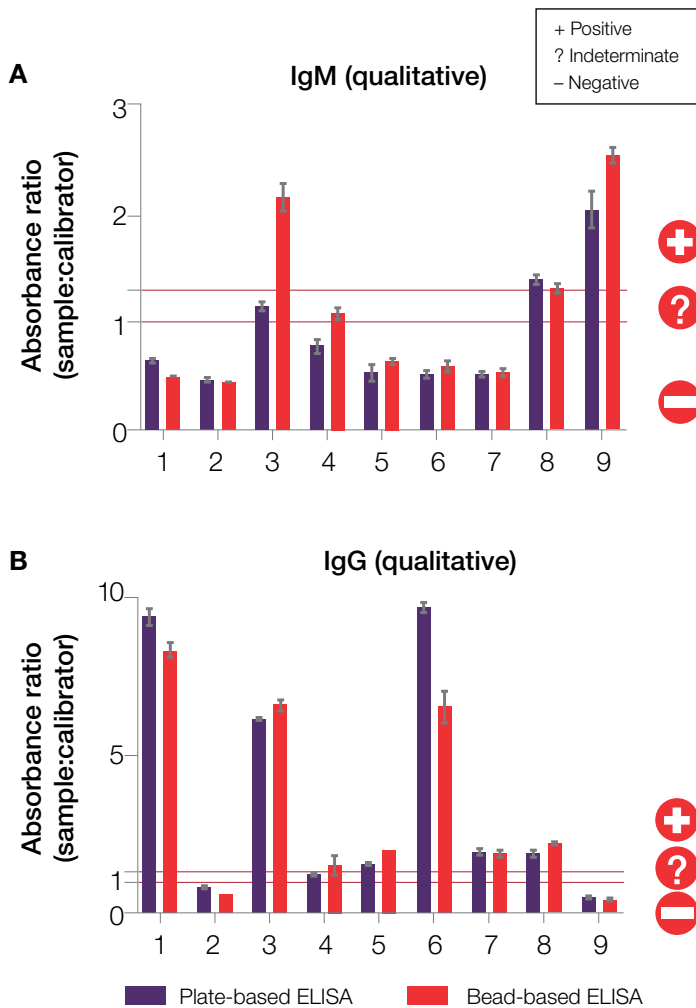 + Positive
? Indeterminate
– Negative
A
IgM (qualitative)
Absorbance ratio
(sample:calibrator)
3
2
1
0
1 2 3 4 5 6 7 8 9
+
?
–
B
IgG (qualitative)
Absorbance ratio
(sample:calibrator)
10
5
1
0
1 2 3 4 5 6 7 8 9
+
?
–
Plate-based ELISA
Bead-based ELISA